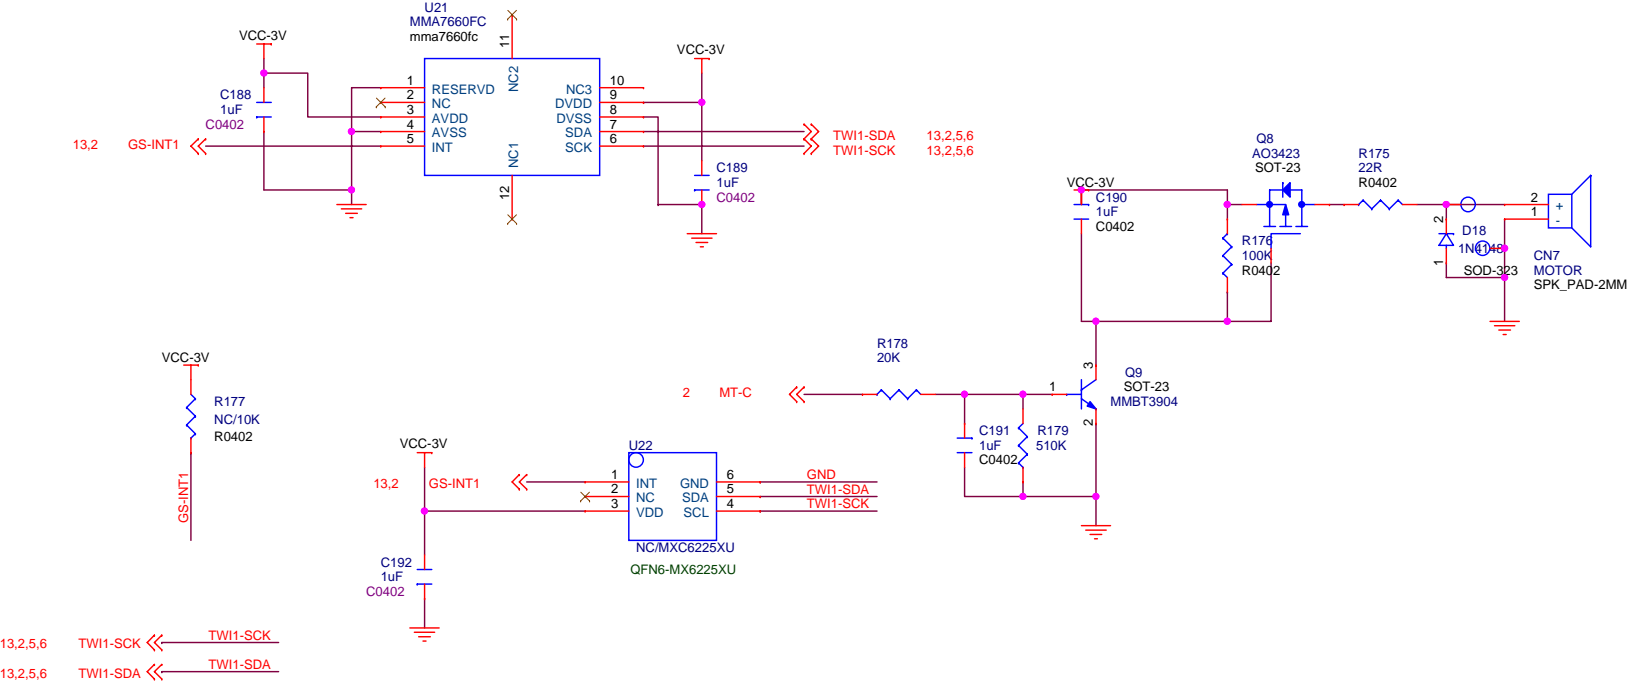 U21
MMA7660FC
mma7660fc
VCC-3V
C188
1uF
C0402
13,2 GS-INT1
1 RESERVD
2 NC
3 AVDD
4 AVSS
5 INT
11 NC2
12 NC1
NC3 10
DVDD 9
DVSS 8
SDA 7
SCK 6
VCC-3V
C189
1uF
C0402
TWI1-SDA 13,2,5,6
TWI1-SCK 13,2,5,6
Q8
AO3423
SOT-23
R175
22R
R0402
VCC-3V
C190
1uF
C0402
R176
100K
R0402
2
1
D18
1N4148
SOD-323
2 +
1 -
CN7
MOTOR
SPK_PAD-2MM
VCC-3V
R177
NC/10K
R0402
GS-INT1
R178
20K
2 MT-C
1
3
2
Q9
SOT-23
MMBT3904
C191
1uF
C0402
R179
510K
VCC-3V
13,2 GS-INT1
U22
1 INT
2 NC
3 VDD
GND 6 GND
SDA 5 TWI1-SDA
SCL 4 TWI1-SCK
NC/MXC6225XU
QFN6-MX6225XU
C192
1uF
C0402
13,2,5,6 TWI1-SCK TWI1-SCK
13,2,5,6 TWI1-SDA TWI1-SDA